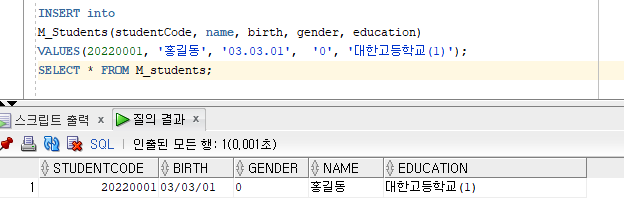 INSERT into
M_Students(studentCode, name, birth, gender, education)
VALUES(20220001, '홍길동', '03.03.01', '0', '대한고등학교(1)');
SELECT * FROM M_students;
스크립트 출력 x 질의 결과 x
SQL | 인출된 모든 행: 1(0,001초)
STUDENTCODE BIRTH GENDER NAME EDUCATION
1 20220001 03/03/01 0 홍길동 대한고등학교(1)